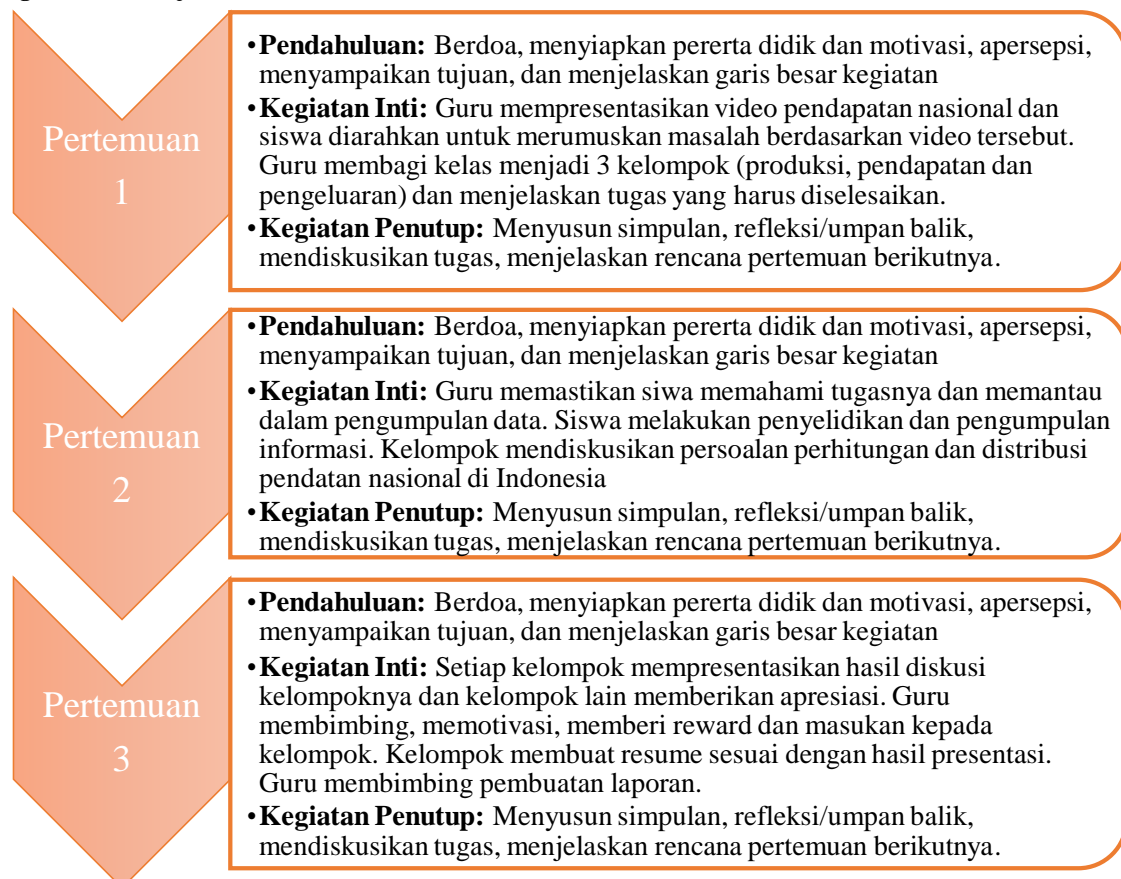 Pertemuan
1
•Pendahuluan: Berdoa, menyiapkan pererta didik dan motivasi, apersepsi,
menyampaikan tujuan, dan menjelaskan garis besar kegiatan
•Kegiatan Inti: Guru mempresentasikan video pendapatan nasional dan
siswa diarahkan untuk merumuskan masalah berdasarkan video tersebut.
Guru membagi kelas menjadi 3 kelompok (produksi, pendapatan dan
pengeluaran) dan menjelaskan tugas yang harus diselesaikan.
•Kegiatan Penutup: Menyusun simpulan, refleksi/umpan balik,
mendiskusikan tugas, menjelaskan rencana pertemuan berikutnya.
Pertemuan
2
•Pendahuluan: Berdoa, menyiapkan pererta didik dan motivasi, apersepsi,
menyampaikan tujuan, dan menjelaskan garis besar kegiatan
•Kegiatan Inti: Guru memastikan siwa memahami tugasnya dan memantau
dalam pengumpulan data. Siswa melakukan penyelidikan dan pengumpulan
informasi. Kelompok mendiskusikan persoalan perhitungan dan distribusi
pendatan nasional di Indonesia
•Kegiatan Penutup: Menyusun simpulan, refleksi/umpan balik,
mendiskusikan tugas, menjelaskan rencana pertemuan berikutnya.
Pertemuan
3
•Pendahuluan: Berdoa, menyiapkan pererta didik dan motivasi, apersepsi,
menyampaikan tujuan, dan menjelaskan garis besar kegiatan
•Kegiatan Inti: Setiap kelompok mempresentasikan hasil diskusi
kelompoknya dan kelompok lain memberikan apresiasi. Guru
membimbing, memotivasi, memberi reward dan masukan kepada
kelompok. Kelompok membuat resume sesuai dengan hasil presentasi.
Guru membimbing pembuatan laporan.
•Kegiatan Penutup: Menyusun simpulan, refleksi/umpan balik,
mendiskusikan tugas, menjelaskan rencana pertemuan berikutnya.